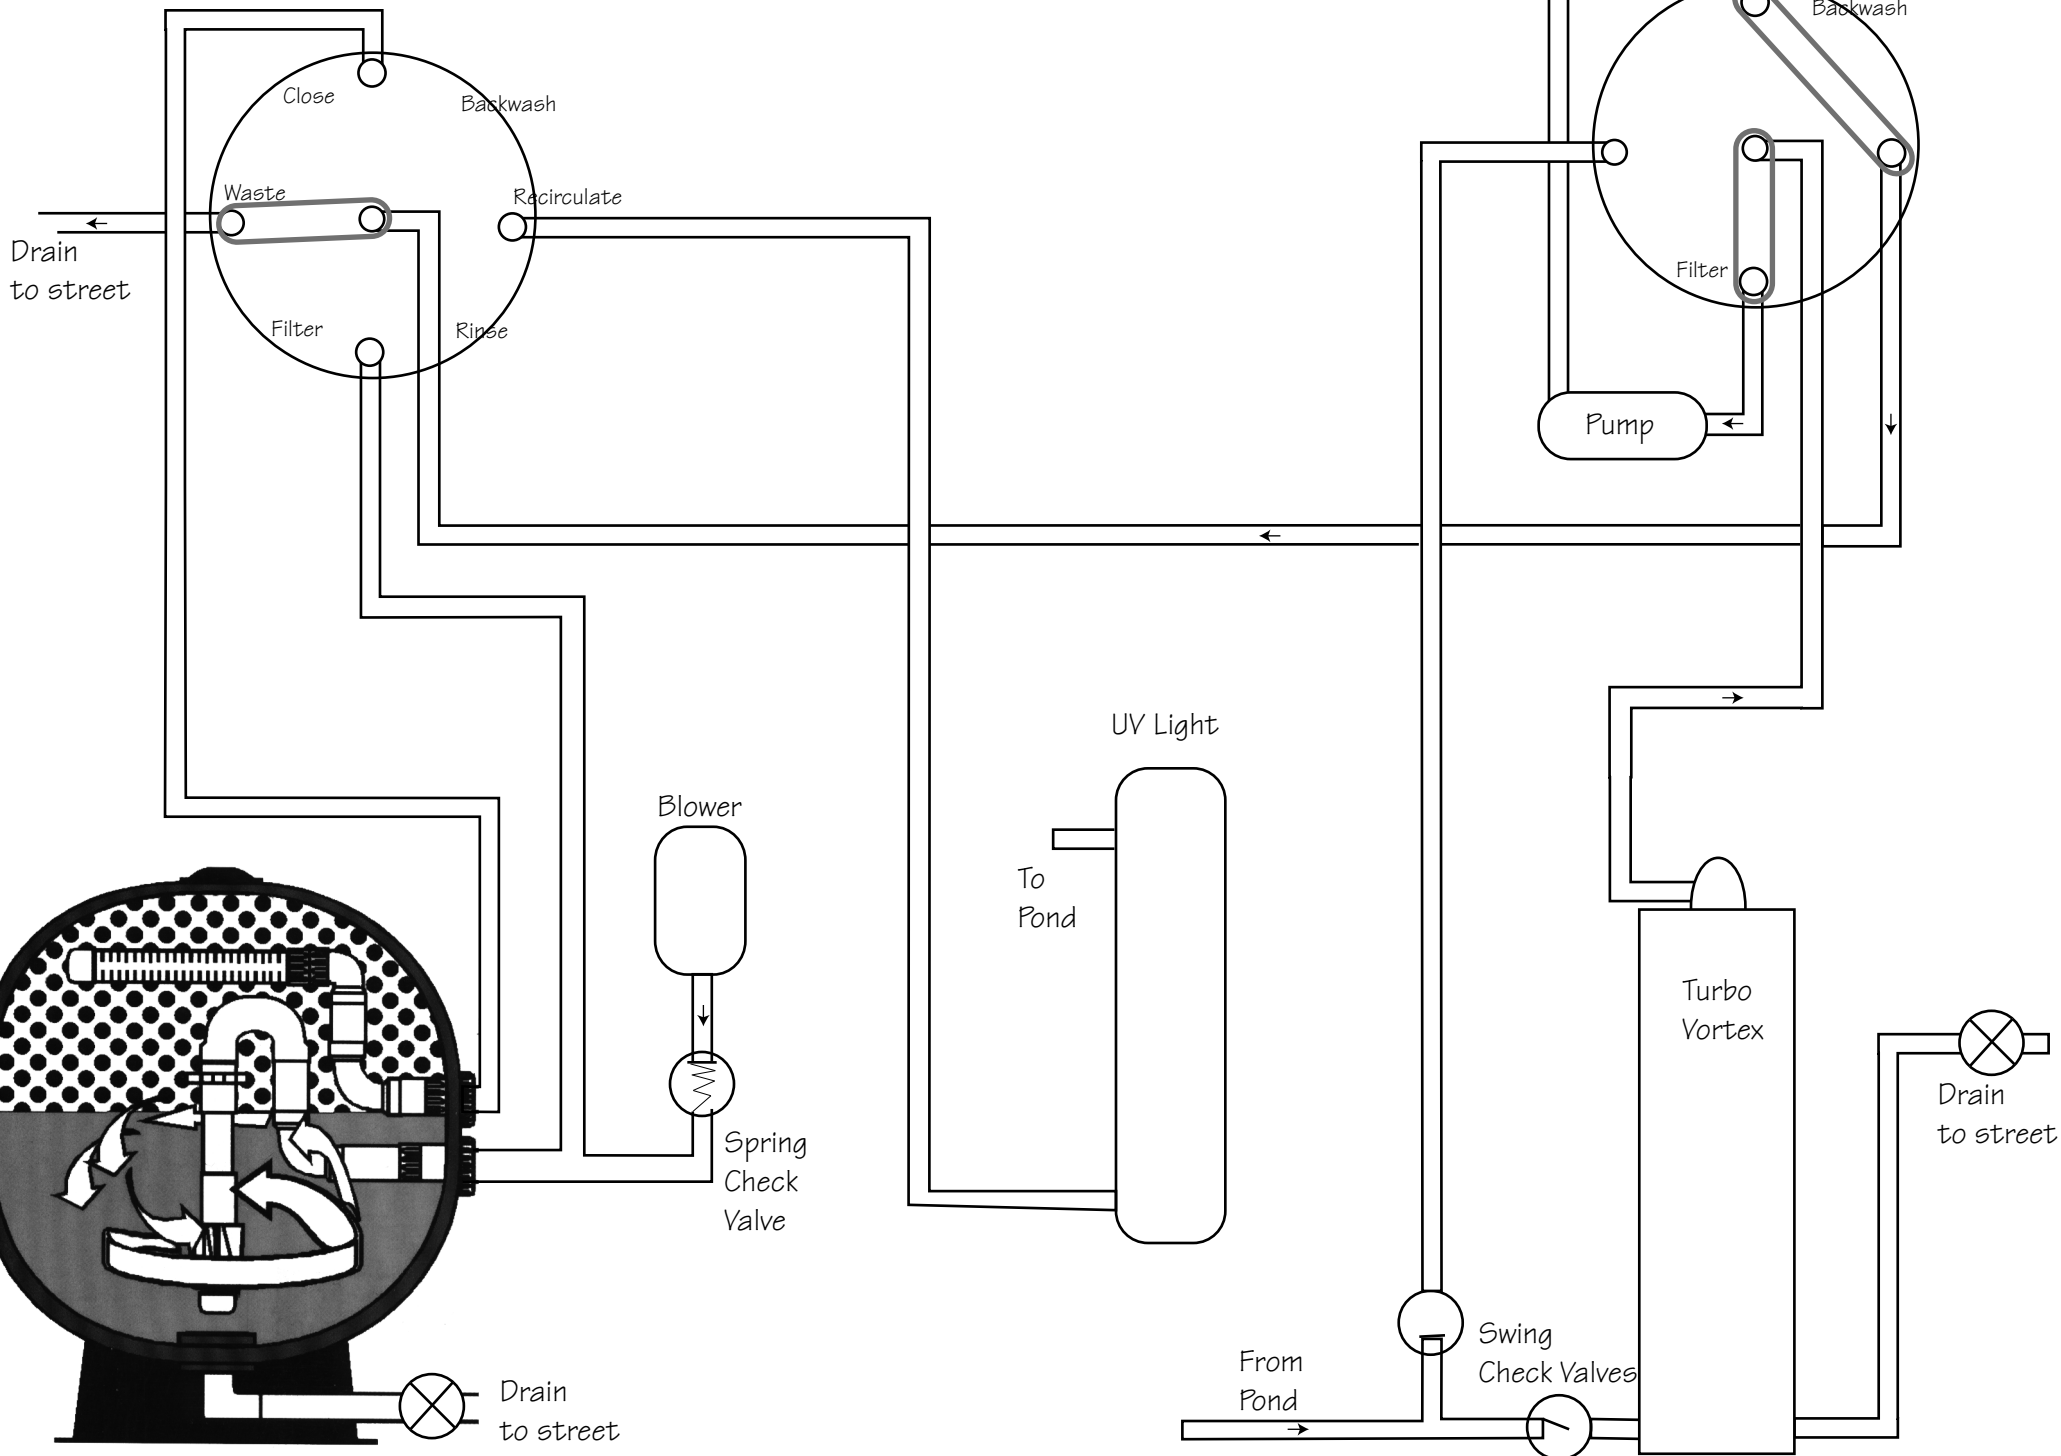 Backwash
Close
Backwash
Waste
Recirculate
Drain
to street
Filter
Filter
Rinse
Pump
UV Light
Blower
To
Pond
Turbo
Vortex
Drain
to street
Spring
Check
Valve
Swing
Check Valves
From
Pond
Drain
to street